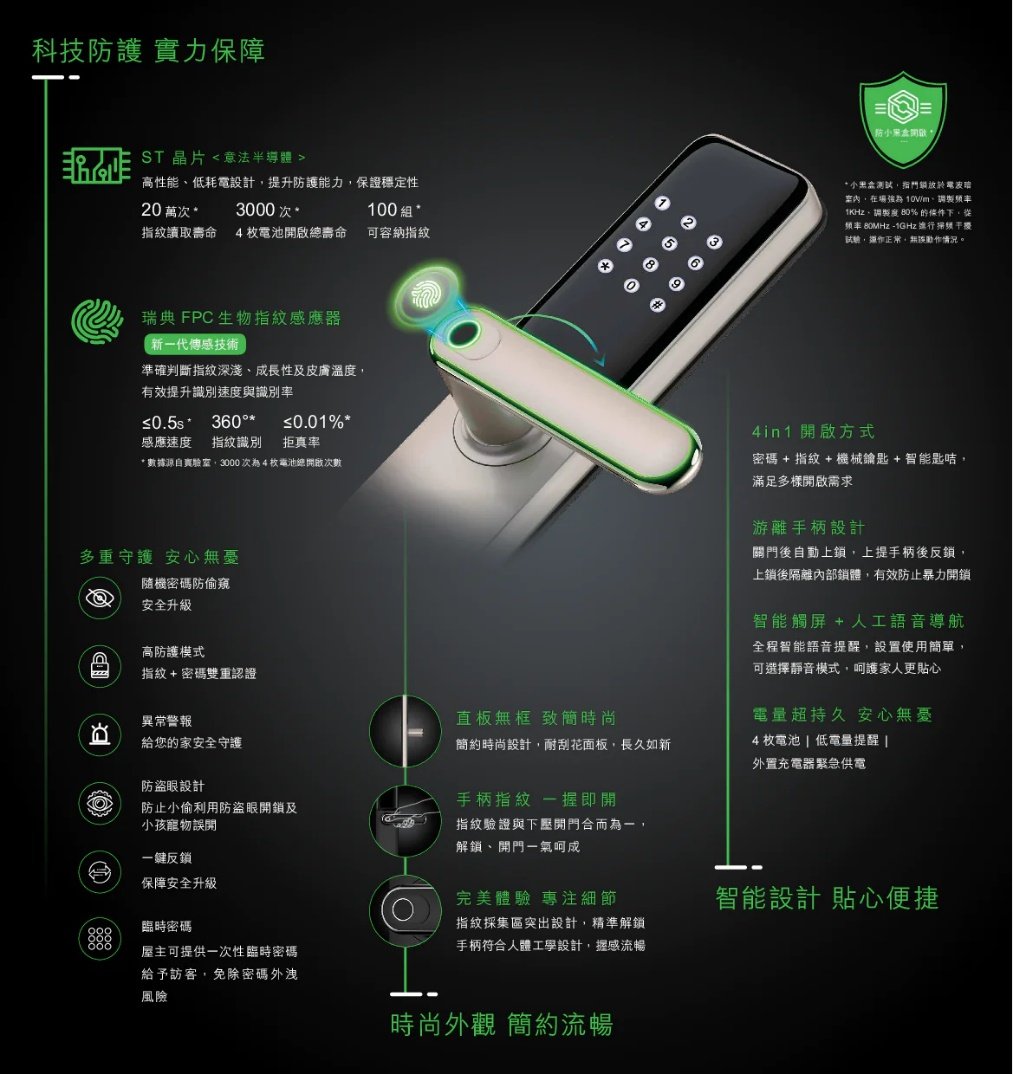 科技防護 實力保障
ST 晶片 <意法半導體>
高性能、低耗電設計，提升防護能力，保證穩定性
20 萬次* 3000 次* 100 組*
指紋讀取壽命 4 枚電池開啟總壽命 可容納指紋
瑞典 FPC 生物指紋感應器
新一代傳感技術
準確判斷指紋深淺、成長性及皮膚溫度，
有效提升識別速度與識別率
≤0.5s* 360°* ≤0.01%*
感應速度 指紋識別 拒真率
*數據源自實驗室，3000 次為 4 枚電池總開啟次數
多重守護 安心無憂
隨機密碼防偷窺
安全升級
高防護模式
指紋 + 密碼雙重認證
異常警報
給您的家安全守護
防盜眼設計
防止小偷利用防盜眼開鎖及
小孩寵物誤開
一鍵反鎖
保障安全升級
臨時密碼
屋主可提供一次性臨時密碼
給予訪客，免除密碼外洩
風險
1
2
3
4
5
6
7
8
9
*
0
#
直板無框 致簡時尚
簡約時尚設計，耐刮花面板，長久如新
手柄指紋 一握即開
指紋驗證與下壓開門合而為一，
解鎖、開門一氣呵成
完美體驗 專注細節
指紋採集區突出設計，精準解鎖
手柄符合人體工學設計，握感流暢
時尚外觀 簡約流暢
防小黑盒開啟*
*小黑盒測試，指門鎖放於電波暗
室內，在場強為 10V/m，調製頻率
1KHz、調製度 80% 的條件下，從
頻率 80MHz -1GHz 進行掃頻干擾
試驗，運作正常，無誤動作情況。
4in1 開啟方式
密碼 + 指紋 + 機械鑰匙 + 智能匙咭，
滿足多樣開啟需求
游離手柄設計
關門後自動上鎖，上提手柄後反鎖，
上鎖後隔離內部鎖體，有效防止暴力開鎖
智能觸屏 + 人工語音導航
全程智能語音提醒，設置使用簡單，
可選擇靜音模式，呵護家人更貼心
電量超持久 安心無憂
4 枚電池 | 低電量提醒 |
外置充電器緊急供電
智能設計 貼心便捷